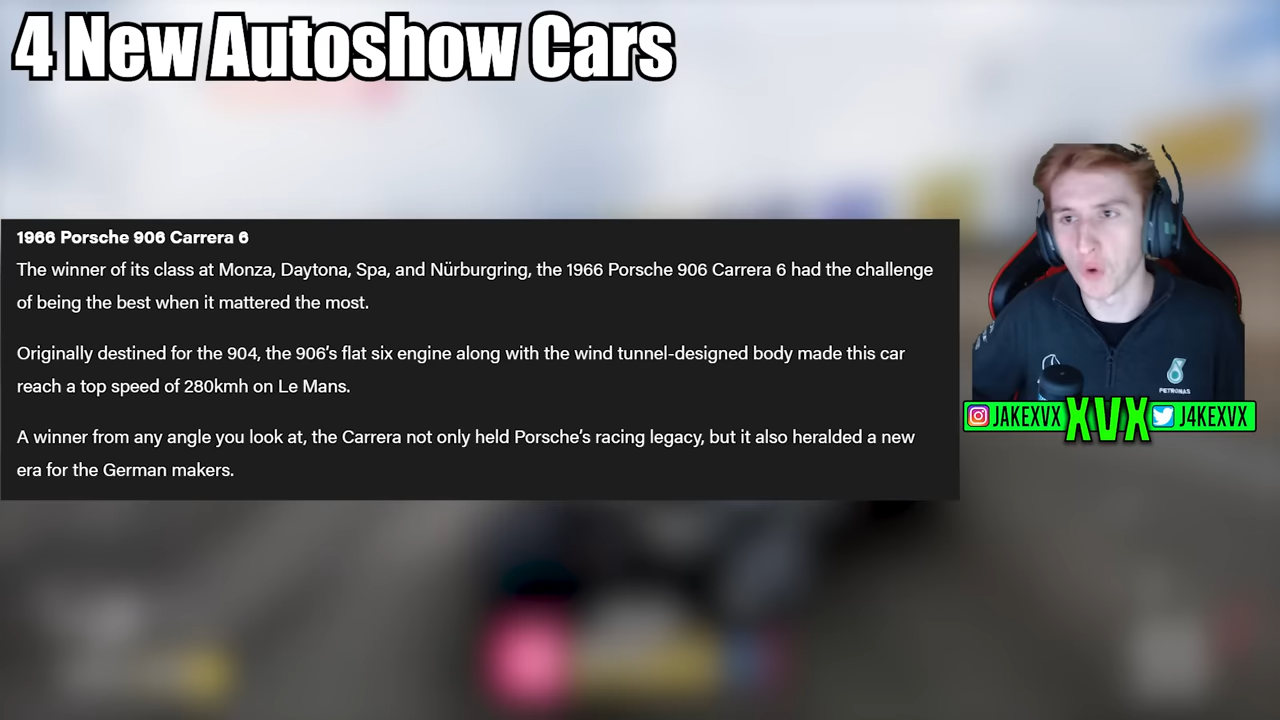 4 New Autoshow Cars
1966 Porsche 906 Carrera 6
The winner of its class at Monza, Daytona, Spa, and Nürburgring, the 1966 Porsche 906 Carrera 6 had the challenge
of being the best when it mattered the most.
Originally destined for the 904, the 906’s flat six engine along with the wind tunnel-designed body made this car
reach a top speed of 280kmh on Le Mans.
A winner from any angle you look at, the Carrera not only held Porsche’s racing legacy, but it also heralded a new
era for the German makers.
PETRONAS
JAKEXVX XVX J4KEXVX